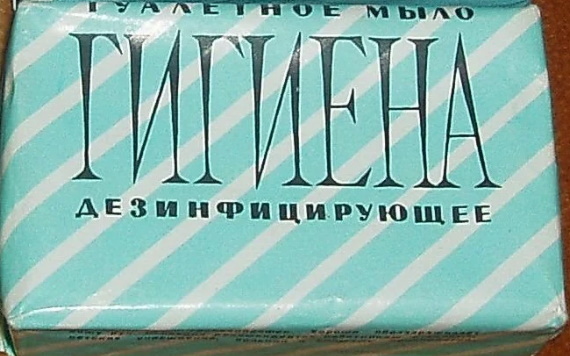 ТУАЛЕТНОЕ МЫЛО
ГИГИЕНА
ДЕЗИНФИЦИРУЮЩЕЕ